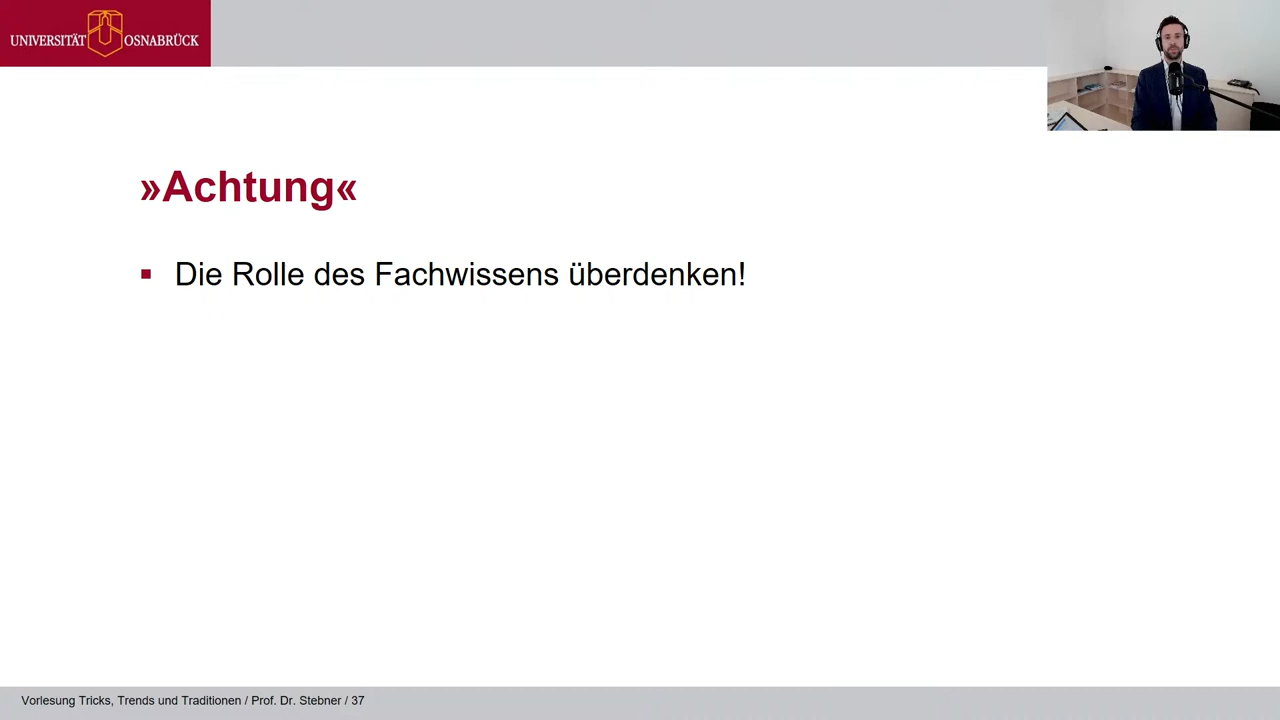 UNIVERSITÄT OSNABRÜCK
»Achtung«
Die Rolle des Fachwissens überdenken!
Vorlesung Tricks, Trends und Traditionen / Prof. Dr. Stebner / 37